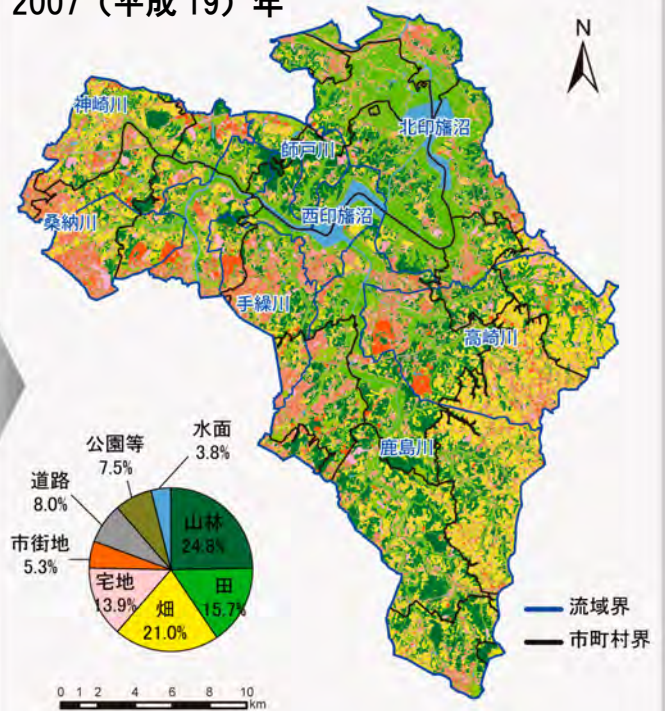 2007（平成 19）年
N
神崎川
北印旛沼
師戸川
西印旛沼
桑納川
手繰川
高崎川
鹿島川
水面
3.8%
公園等
7.5%
道路
8.0%
山林
24.8%
市街地
5.3%
宅地
13.9%
田
15.7%
畑
21.0%
流域界
市町村界
0 1 2 4 6 8 10
km